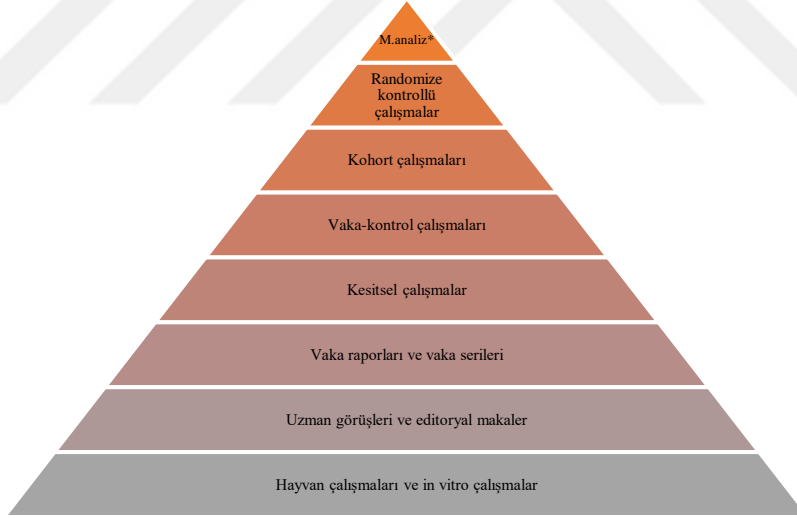 M.analiz*
Randomize
kontrollü
çalışmalar
Kohort çalışmaları
Vaka-kontrol çalışmaları
Kesitsel çalışmalar
Vaka raporları ve vaka serileri
Uzman görüşleri ve editoryal makaler
Hayvan çalışmaları ve in vitro çalışmalar